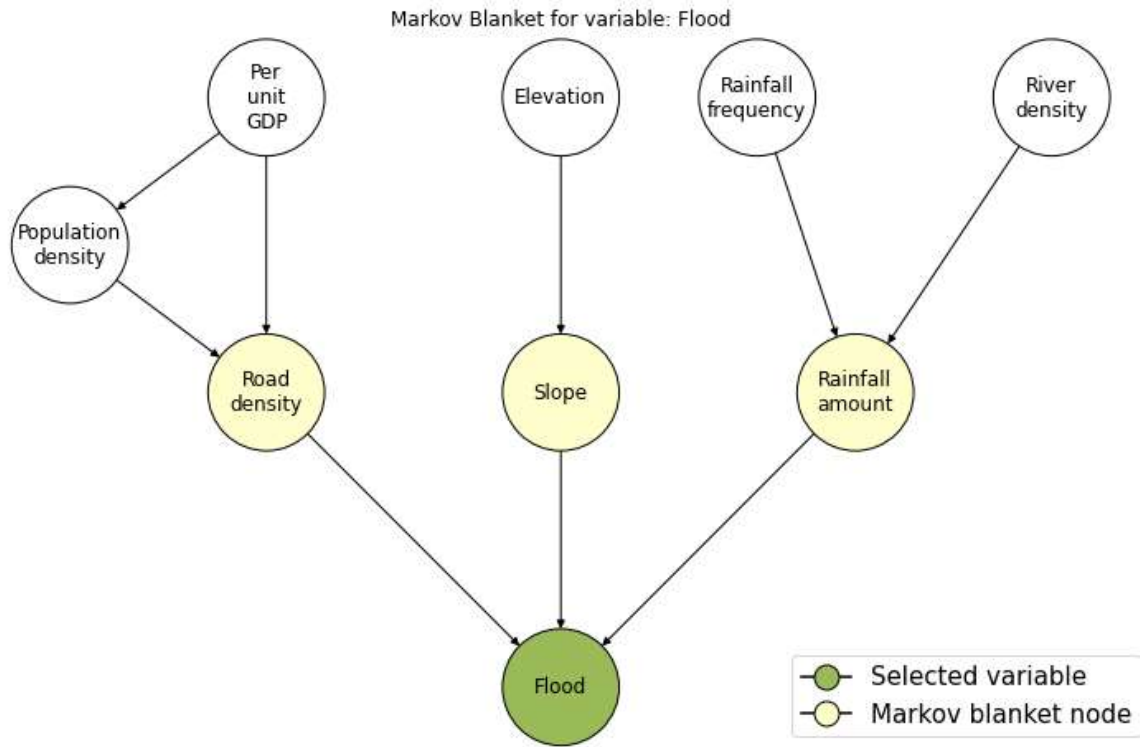 Markov Blanket for variable: Flood
Per
unit
GDP
Elevation
Rainfall
frequency
River
density
Population
density
Road
density
Slope
Rainfall
amount
Flood
Selected variable
Markov blanket node